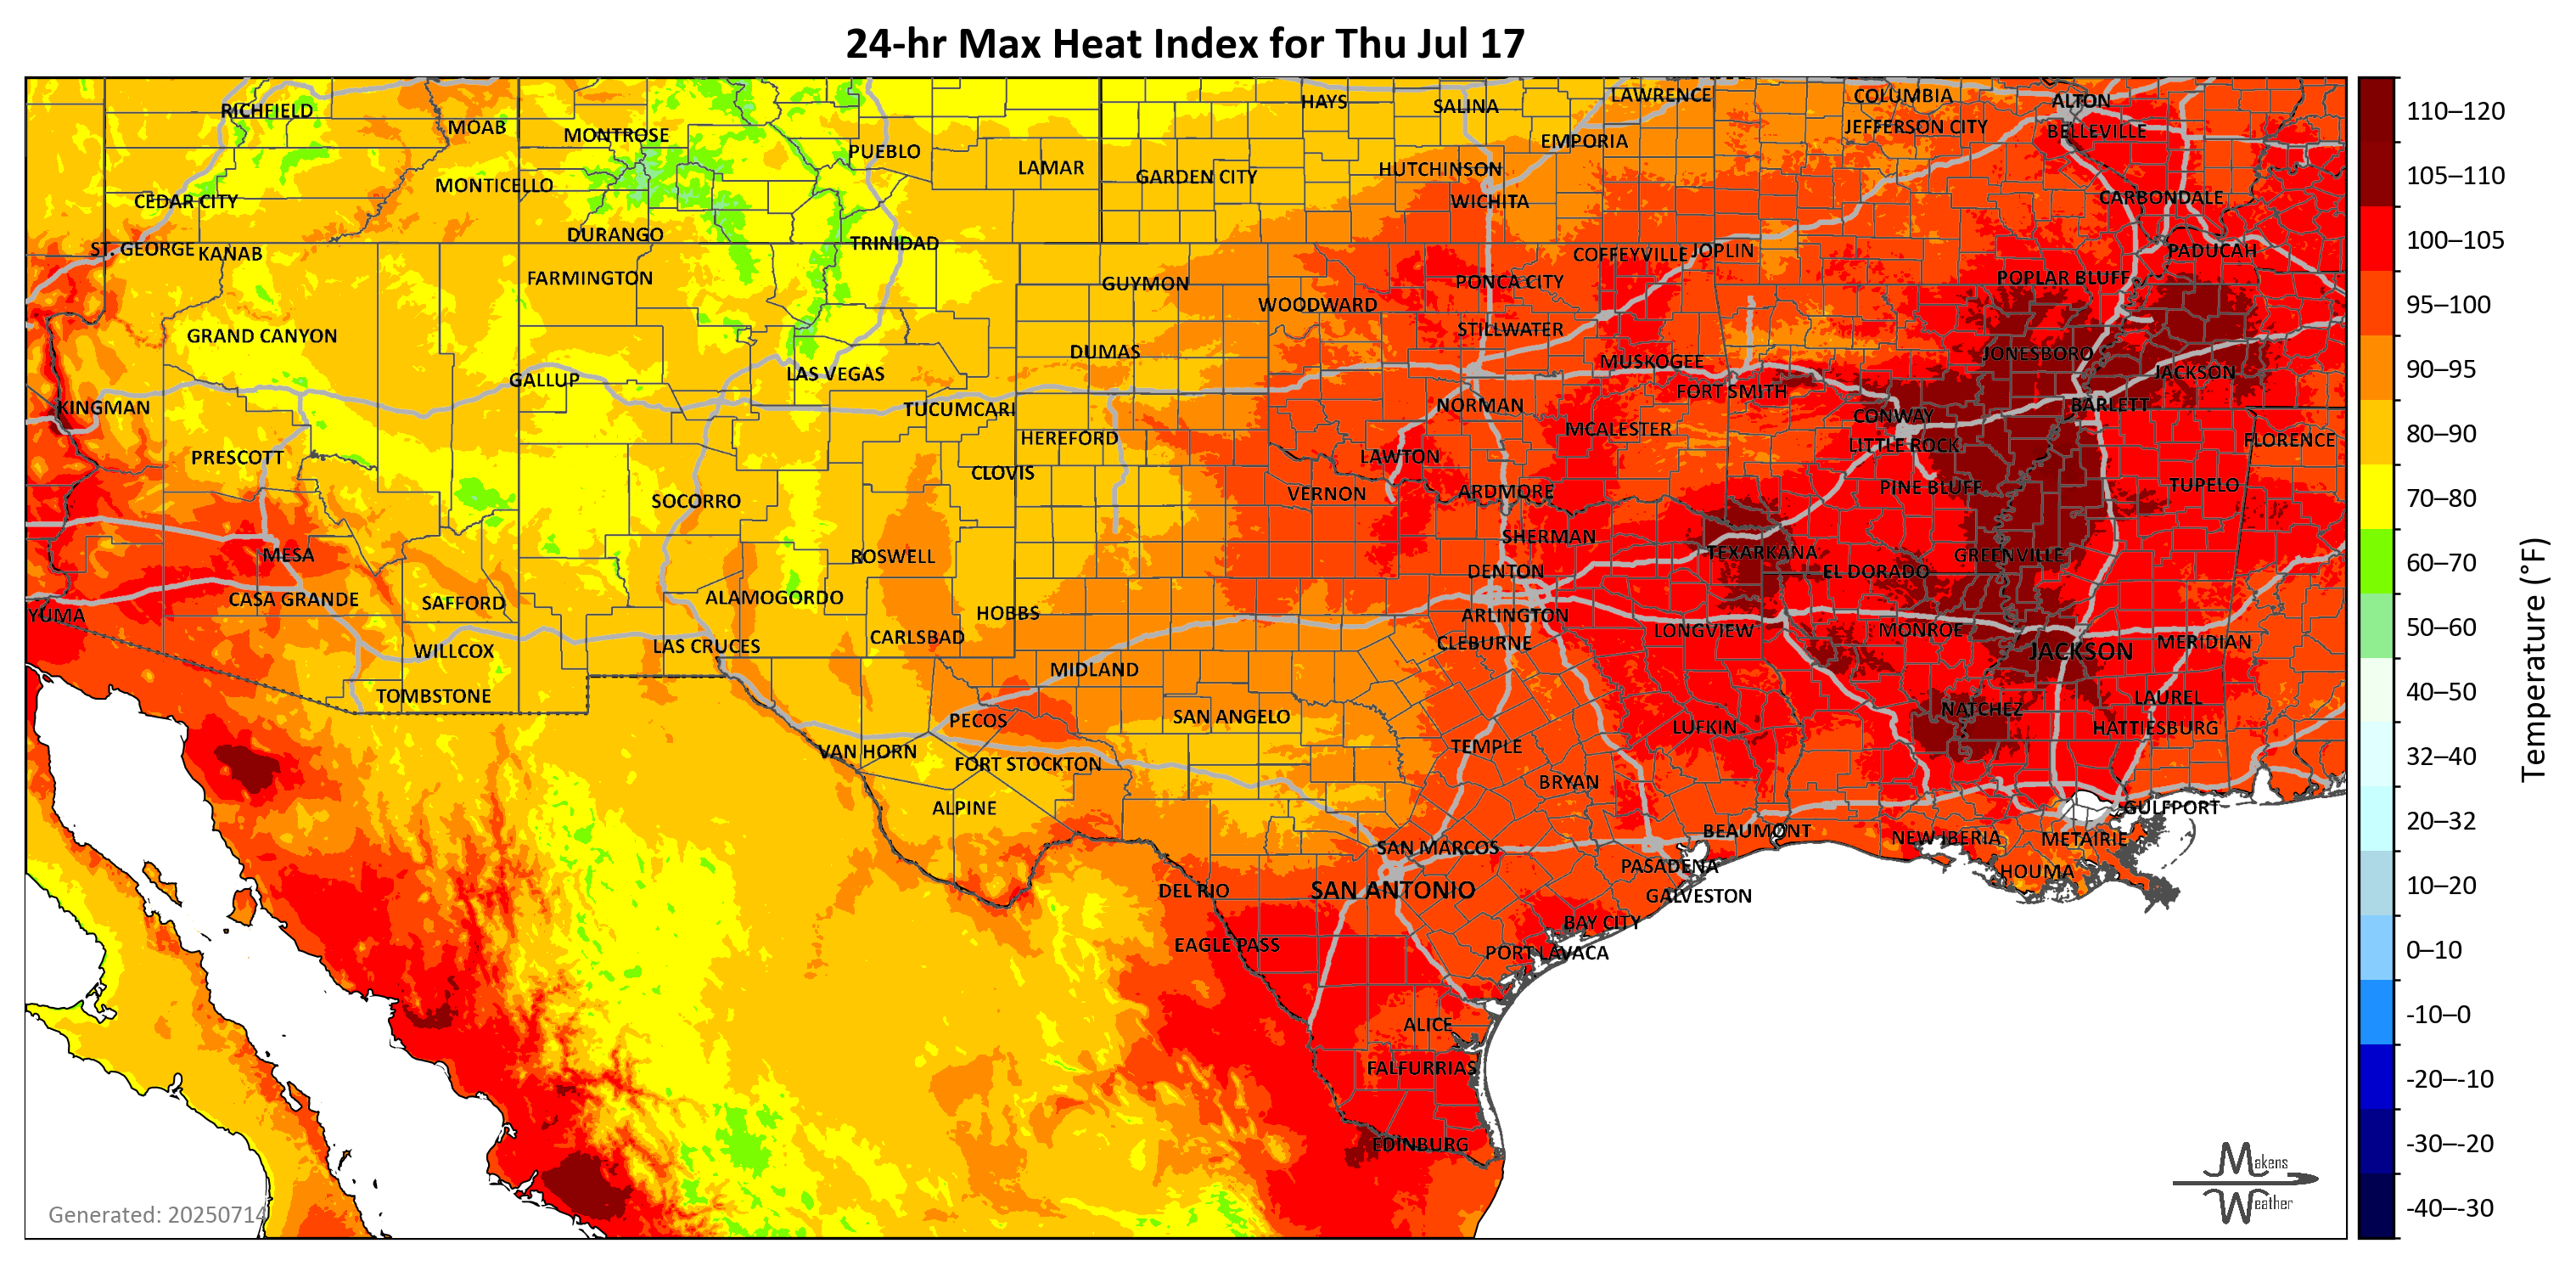 24-hr Max Heat Index for Thu Jul 17
RICHFIELD
MOAB
MONTROSE
PUEBLO
LAMAR
HAYS
SALINA
LAWRENCE
EMPORIA
COLUMBIA
JEFFERSON CITY
ALTON
BELLEVILLE
CEDAR CITY
MONTICELLO
GARDEN CITY
HUTCHINSON
WICHITA
CARBONDALE
ST. GEORGE
KANAB
DURANGO
TRINIDAD
COFFEYVILLE
JOPLIN
PADUCAH
FARMINGTON
GUYMON
WOODWARD
PONCA CITY
POPLAR BLUFF
GRAND CANYON
STILLWATER
DUMAS
MUSKOGEE
JONESBORO
GALLUP
LAS VEGAS
FORT SMITH
JACKSON
KINGMAN
TUCUMCARI
NORMAN
CONWAY
BARLETT
HEREFORD
MCALESTER
LITTLE ROCK
FLORENCE
PRESCOTT
CLOVIS
LAWTON
SOCORRO
VERNON
ARDMORE
PINE BLUFF
TUPELO
MESA
ROSWELL
SHERMAN
TEXARKANA
GREENVILLE
DENTON
EL DORADO
YUMA
CASA GRANDE
SAFFORD
ALAMOGORDO
HOBBS
ARLINGTON
CARLSBAD
CLEBURNE
LONGVIEW
MONROE
MERIDIAN
WILLCOX
LAS CRUCES
MIDLAND
JACKSON
TOMBSTONE
PECOS
SAN ANGELO
NATCHEZ
LAUREL
LUFKIN
HATTIESBURG
VAN HORN
FORT STOCKTON
TEMPLE
BRYAN
ALPINE
GULFPORT
BEAUMONT
NEW IBERIA
METAIRIE
SAN MARCOS
PASADENA
HOUMA
DEL RIO
SAN ANTONIO
GALVESTON
BAY CITY
EAGLE PASS
PORT LAVACA
ALICE
FALFURRIAS
EDINBURG
Generated: 20250714
Makens
Weather
110–120
105–110
100–105
95–100
90–95
80–90
70–80
60–70
50–60
40–50
32–40
20–32
10–20
0–10
-10–0
-20–-10
-30–-20
-40–-30
Temperature (°F)